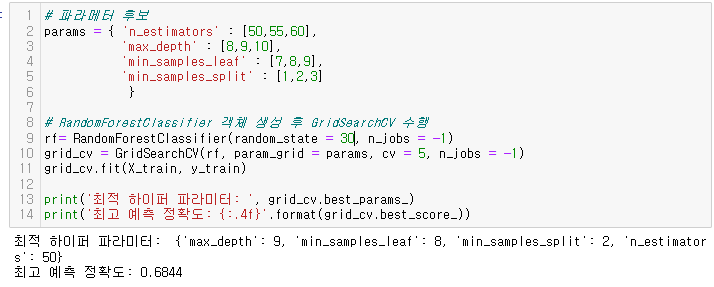 1 # 파라메터 후보
2 params = { 'n_estimators' : [50,55,60],
3 'max_depth' : [8,9,10],
4 'min_samples_leaf' : [7,8,9],
5 'min_samples_split' : [1,2,3]
6 }
7
8 # RandomForestClassifier 객체 생성 후 GridSearchCV 수행
9 rf= RandomForestClassifier(random_state = 30, n_jobs = -1)
10 grid_cv = GridSearchCV(rf, param_grid = params, cv = 5, n_jobs = -1)
11 grid_cv.fit(X_train, y_train)
12
13 print('최적 하이퍼 파라미터: ', grid_cv.best_params_)
14 print('최고 예측 정확도: {:.4f}'.format(grid_cv.best_score_))
최적 하이퍼 파라미터:  {'max_depth': 9, 'min_samples_leaf': 8, 'min_samples_split': 2, 'n_estimator
s': 50}
최고 예측 정확도: 0.6844